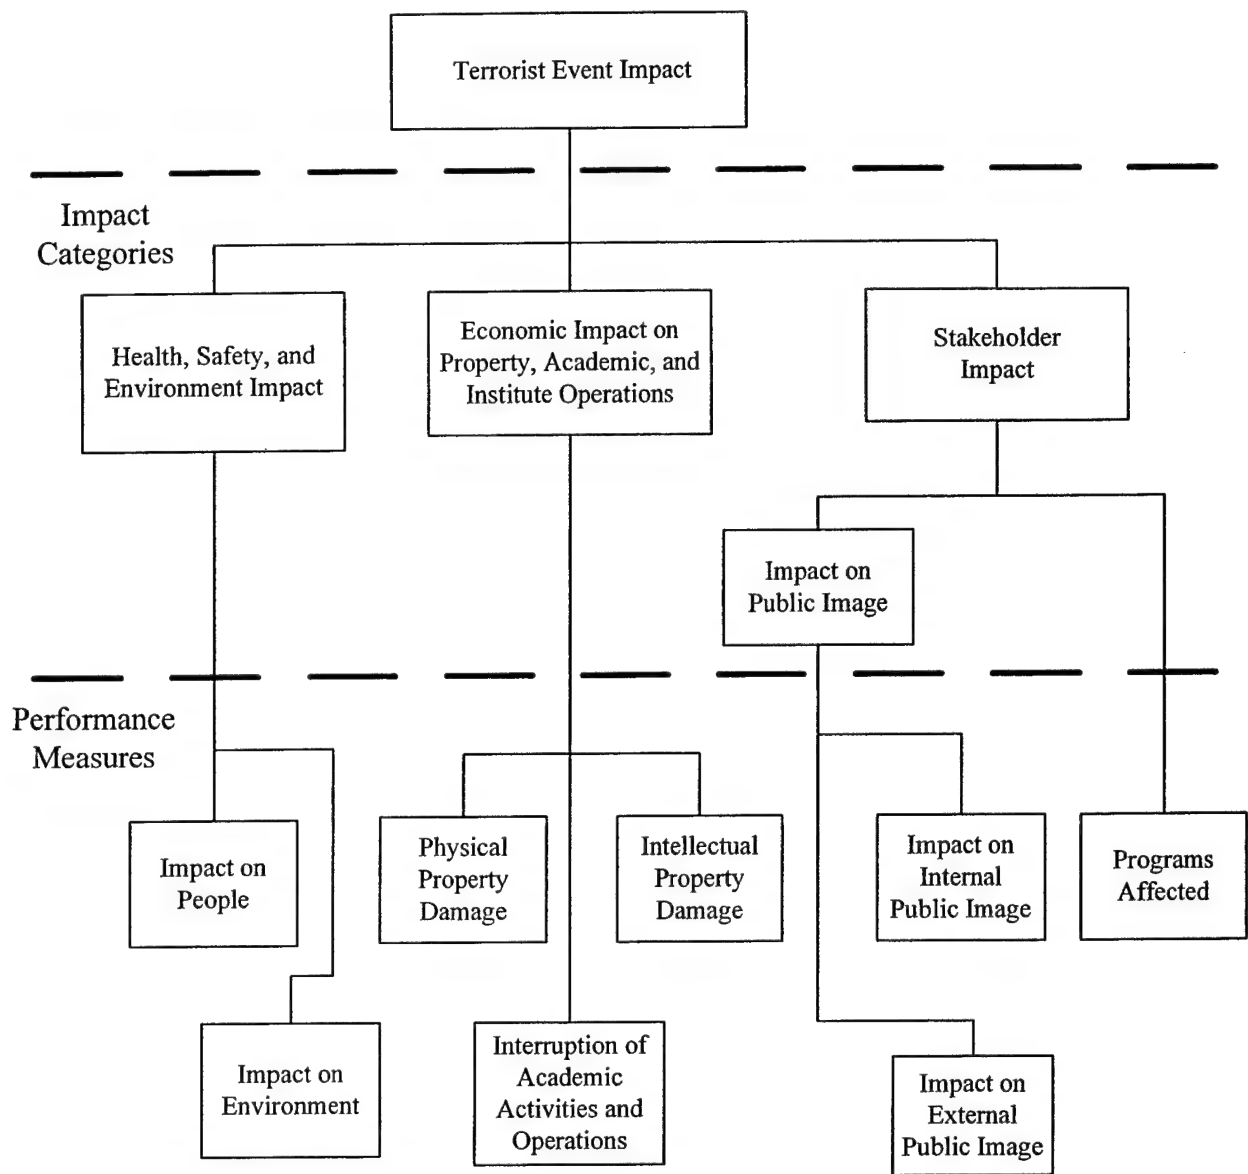 Terrorist Event Impact
Impact
Categories
Health, Safety, and
Environment Impact
Economic Impact on
Property, Academic, and
Institute Operations
Stakeholder
Impact
Impact on
Public Image
Performance
Measures
Impact on
People
Physical
Property
Damage
Intellectual
Property
Damage
Impact on
Internal
Public Image
Programs
Affected
Impact on
Environment
Interruption of
Academic
Activities and
Operations
Impact on
External
Public Image